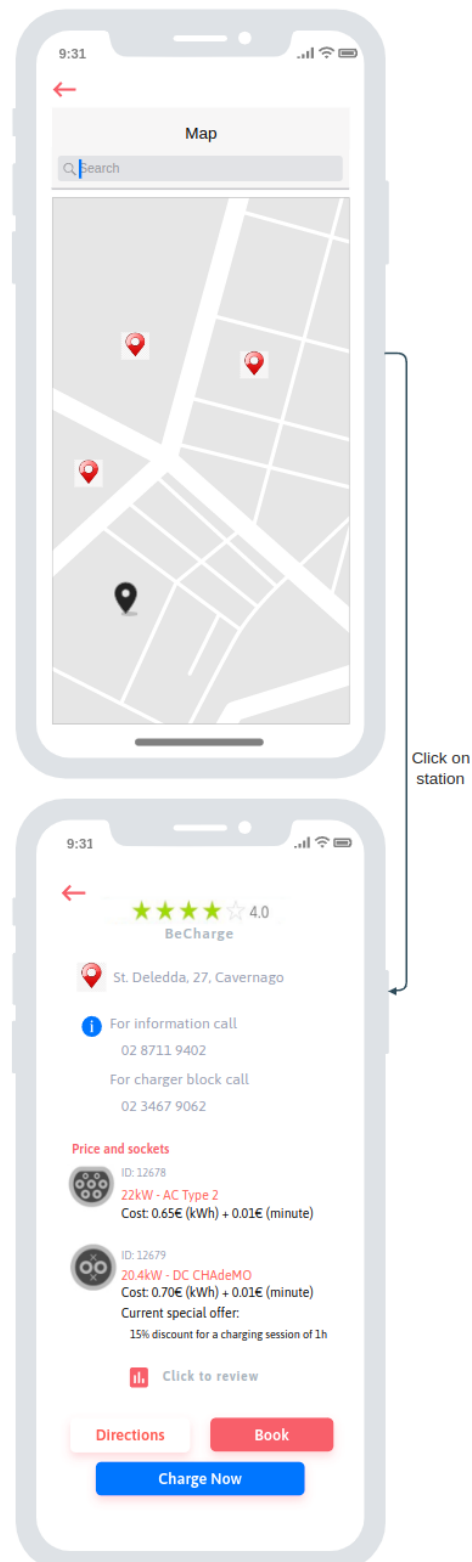 9:31
Map
Search
Click on
station
9:31
4.0
BeCharge
St. Deledda, 27, Cavernago
i
For information call
02 8711 9402
For charger block call
02 3467 9062
Price and sockets
ID: 12678
22kW - AC Type 2
Cost: 0.65€ (kWh) + 0.01€ (minute)
ID: 12679
20.4kW - DC CHAdeMO
Cost: 0.70€ (kWh) + 0.01€ (minute)
Current special offer:
15% discount for a charging session of 1h
Click to review
Directions
Book
Charge Now